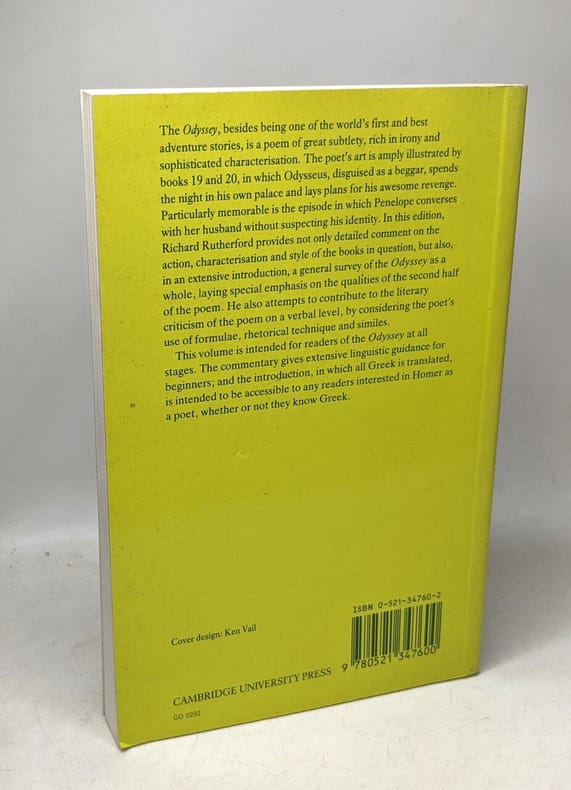 The Odyssey, besides being one of the world's first and best
adventure stories, is a poem of great subtlety, rich in irony and
sophisticated characterisation. The poet's art is amply illustrated by
books 19 and 20, in which Odysseus, disguised as a beggar, spends
the night in his own palace and lays plans for his awesome revenge.
Particularly memorable is the episode in which Penelope converses
with her husband without suspecting his identity. In this edition,
Richard Rutherford provides not only detailed comment on the
action, characterisation and style of the books in question, but also,
in an extensive introduction, a general survey of the Odyssey as a
whole, laying special emphasis on the qualities of the second half
of the poem. He also attempts to contribute to the literary
criticism of the poem on a verbal level, by considering the poet's
use of formulae, rhetorical technique and similes.
This volume is intended for readers of the Odyssey at all
stages. The commentary gives extensive linguistic guidance for
beginners; and the introduction, in which all Greek is translated,
is intended to be accessible to any readers interested in Homer as
a poet, whether or not they know Greek.
Cover design: Ken Vail
CAMBRIDGE UNIVERSITY PRESS
GO 0292
ISBN 0-521-34760-2
9 780521 347600